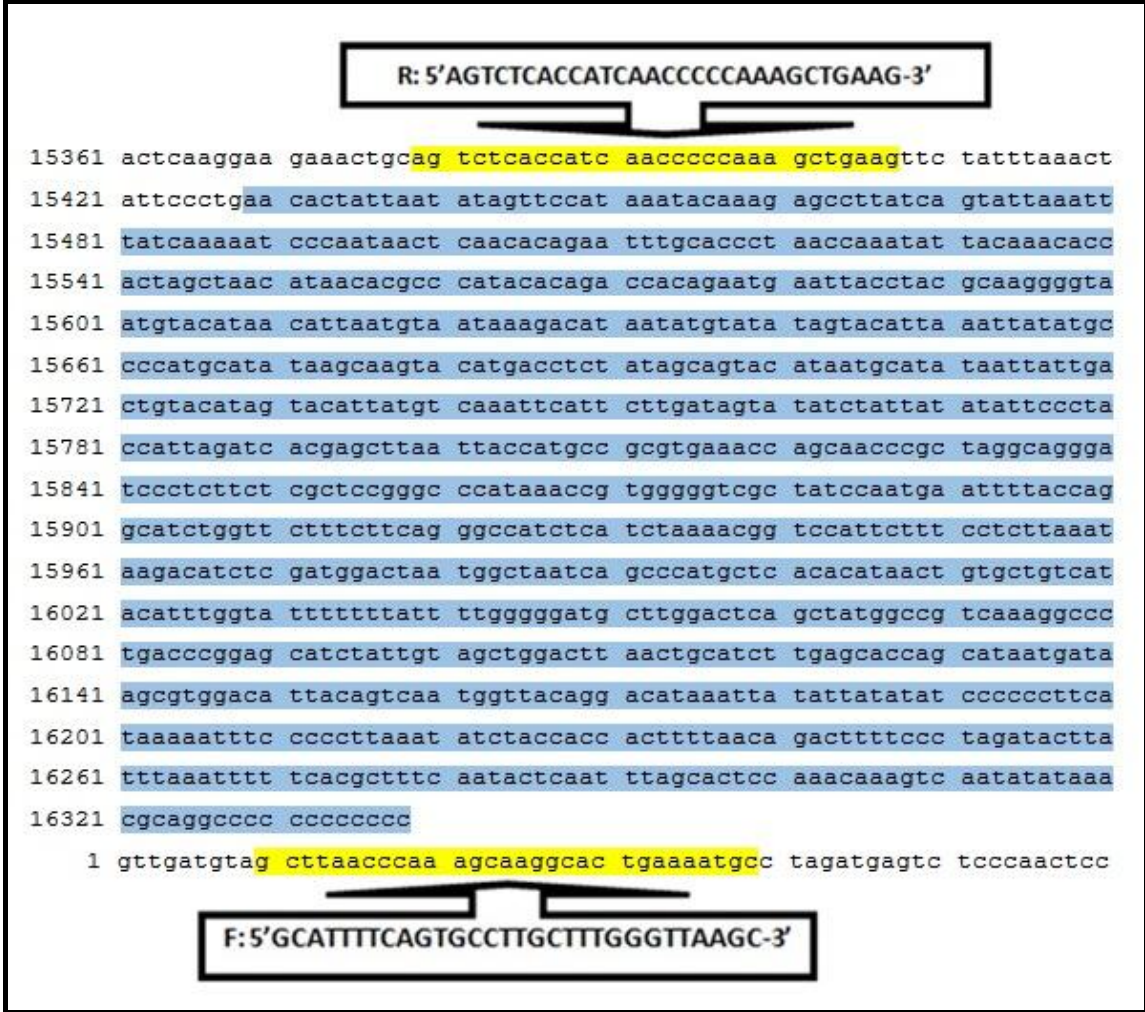 R: 5'AGTCTCACCATCAACCCCCAAAGCTGAAG-3'
15361 actcaaggaa gaaactgcag tctcaccatc aacccccaaa gctgaagttc tatttaaact
15421 attccctgaa cactattaat atagttccat aaatacaaag agccttatca gtattaaatt
15481 tatcaaaaat cccaataact caacacagaa tttgcaccct aaccaaatat tacaaacacc
15541 actagctaac ataacacgcc catacacaga ccacagaatg aattacctac gcaaggggta
15601 atgtacataa cattaatgta ataaagacat aatatgtata tagtacatta aattatatgc
15661 cccatgcata taagcaagta catgacctct atagcagtac ataatgcata taattattga
15721 ctgtacatag tacattatgt caaattcatt cttgatagta tatctattat atattcccta
15781 ccattagatc acgagcttaa ttaccatgcc gcgtgaaacc agcaacccgc taggcaggga
15841 tccctcttct cgctccgggc ccataaaccg tgggggtcgc tatccaatga attttaccag
15901 gcatctggtt ctttcttcag ggccatctca tctaaaacgg tccattcttt cctcttaaat
15961 aagacatctc gatggactaa tggctaatca gcccatgctc acacataact gtgctgtcat
16021 acatttggta tttttttatt ttgggggatg cttggactca gctatggccg tcaaaggccc
16081 tgacccggag catctattgt agctggactt aactgcatct tgagcaccag cataatgata
16141 agcgtggaca ttacagtcaa tggttacagg acataaatta tattatatat ccccccttca
16201 taaaaatttc ccccttaaat atctaccacc acttttaaca gacttttccc tagatactta
16261 tttaaatttt tcacgctttc aatactcaat ttagcactcc aaacaaagtc aatatataaa
16321 cgcaggcccc cccccccc
1 gttgatgtag cttaacccaa agcaaggcac tgaaaatgcc tagatgagtc tcccaactcc
F: 5'GCATTTTCAGTGCCTTGCTTTGGGTTAAGC-3'